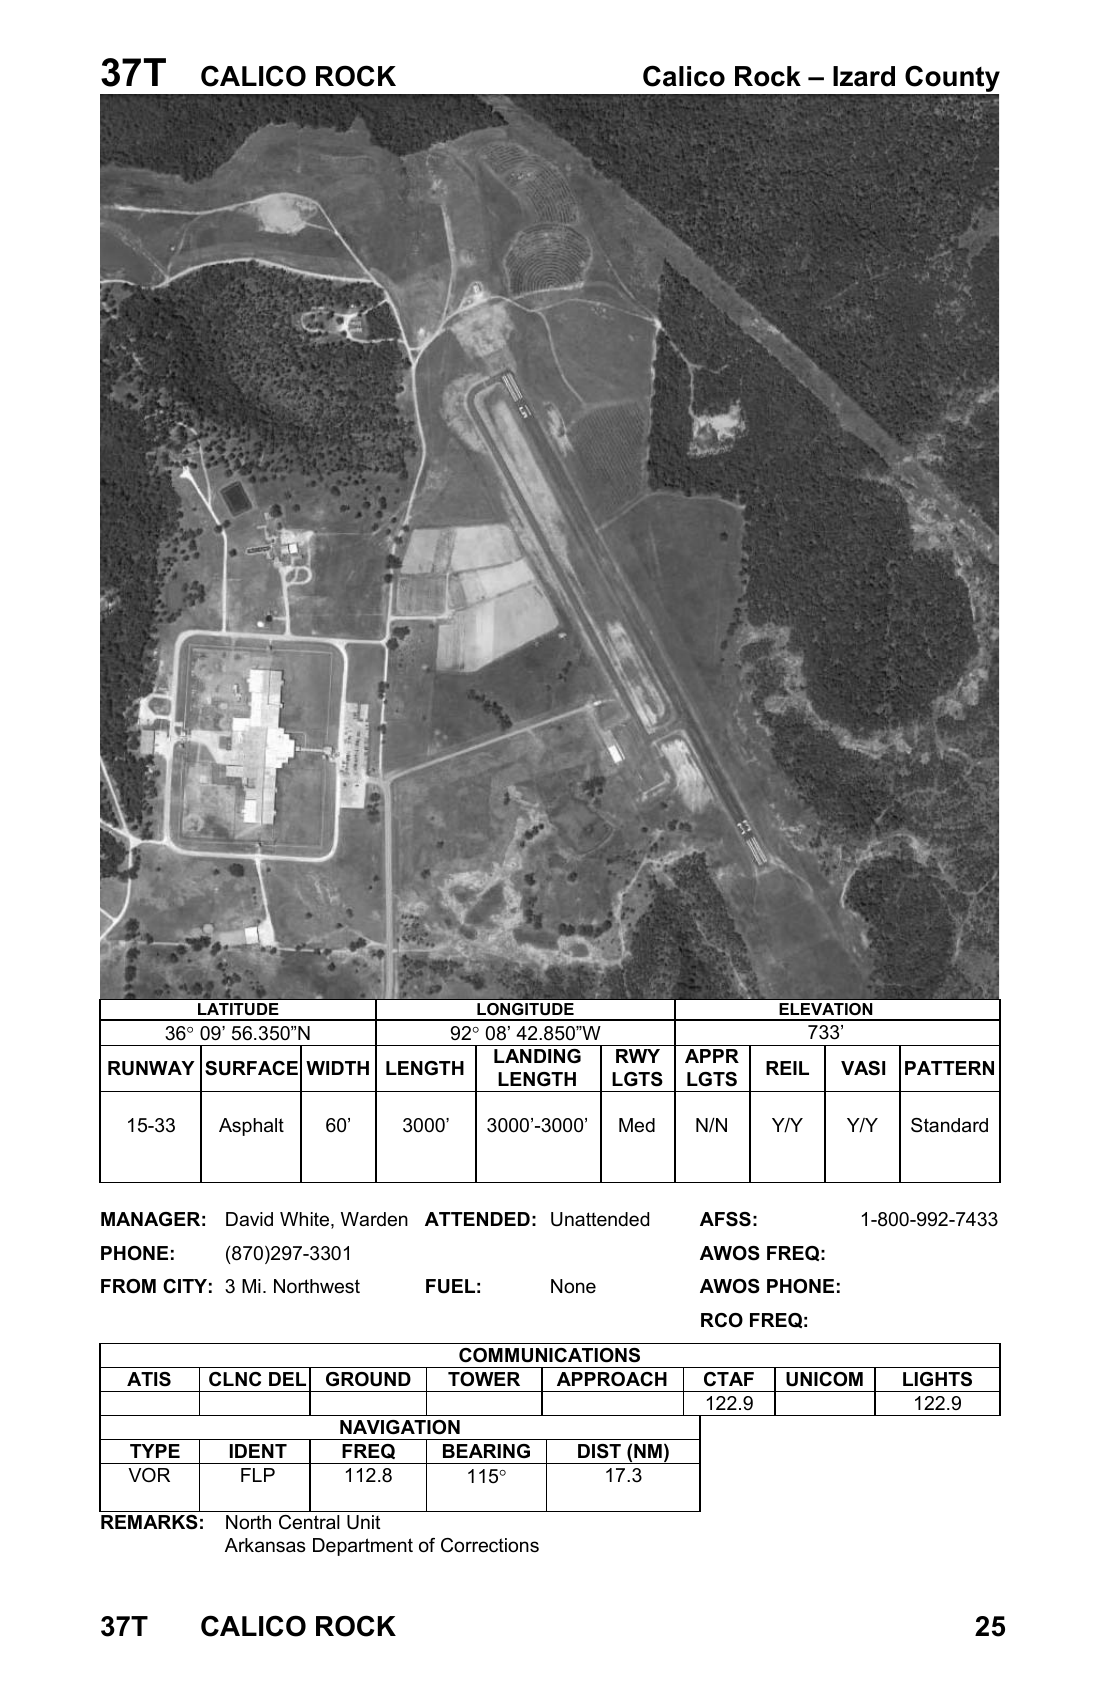 37T CALICO ROCK Calico Rock – Izard County
LATITUDE LONGITUDE ELEVATION
36° 09’ 56.350”N 92° 08’ 42.850”W 733’
RUNWAY SURFACE WIDTH LENGTH LANDING LENGTH RWY LGTS APPR LGTS REIL VASI PATTERN
15-33 Asphalt 60’ 3000’ 3000’-3000’ Med N/N Y/Y Y/Y Standard
MANAGER: David White, Warden ATTENDED: Unattended AFSS: 1-800-992-7433
PHONE: (870)297-3301 AWOS FREQ:
FROM CITY: 3 Mi. Northwest FUEL: None AWOS PHONE:
RCO FREQ:
COMMUNICATIONS
ATIS CLNC DEL GROUND TOWER APPROACH CTAF UNICOM LIGHTS
122.9 122.9
NAVIGATION
TYPE IDENT FREQ BEARING DIST (NM)
VOR FLP 112.8 115° 17.3
REMARKS: North Central Unit
Arkansas Department of Corrections
37T CALICO ROCK 25